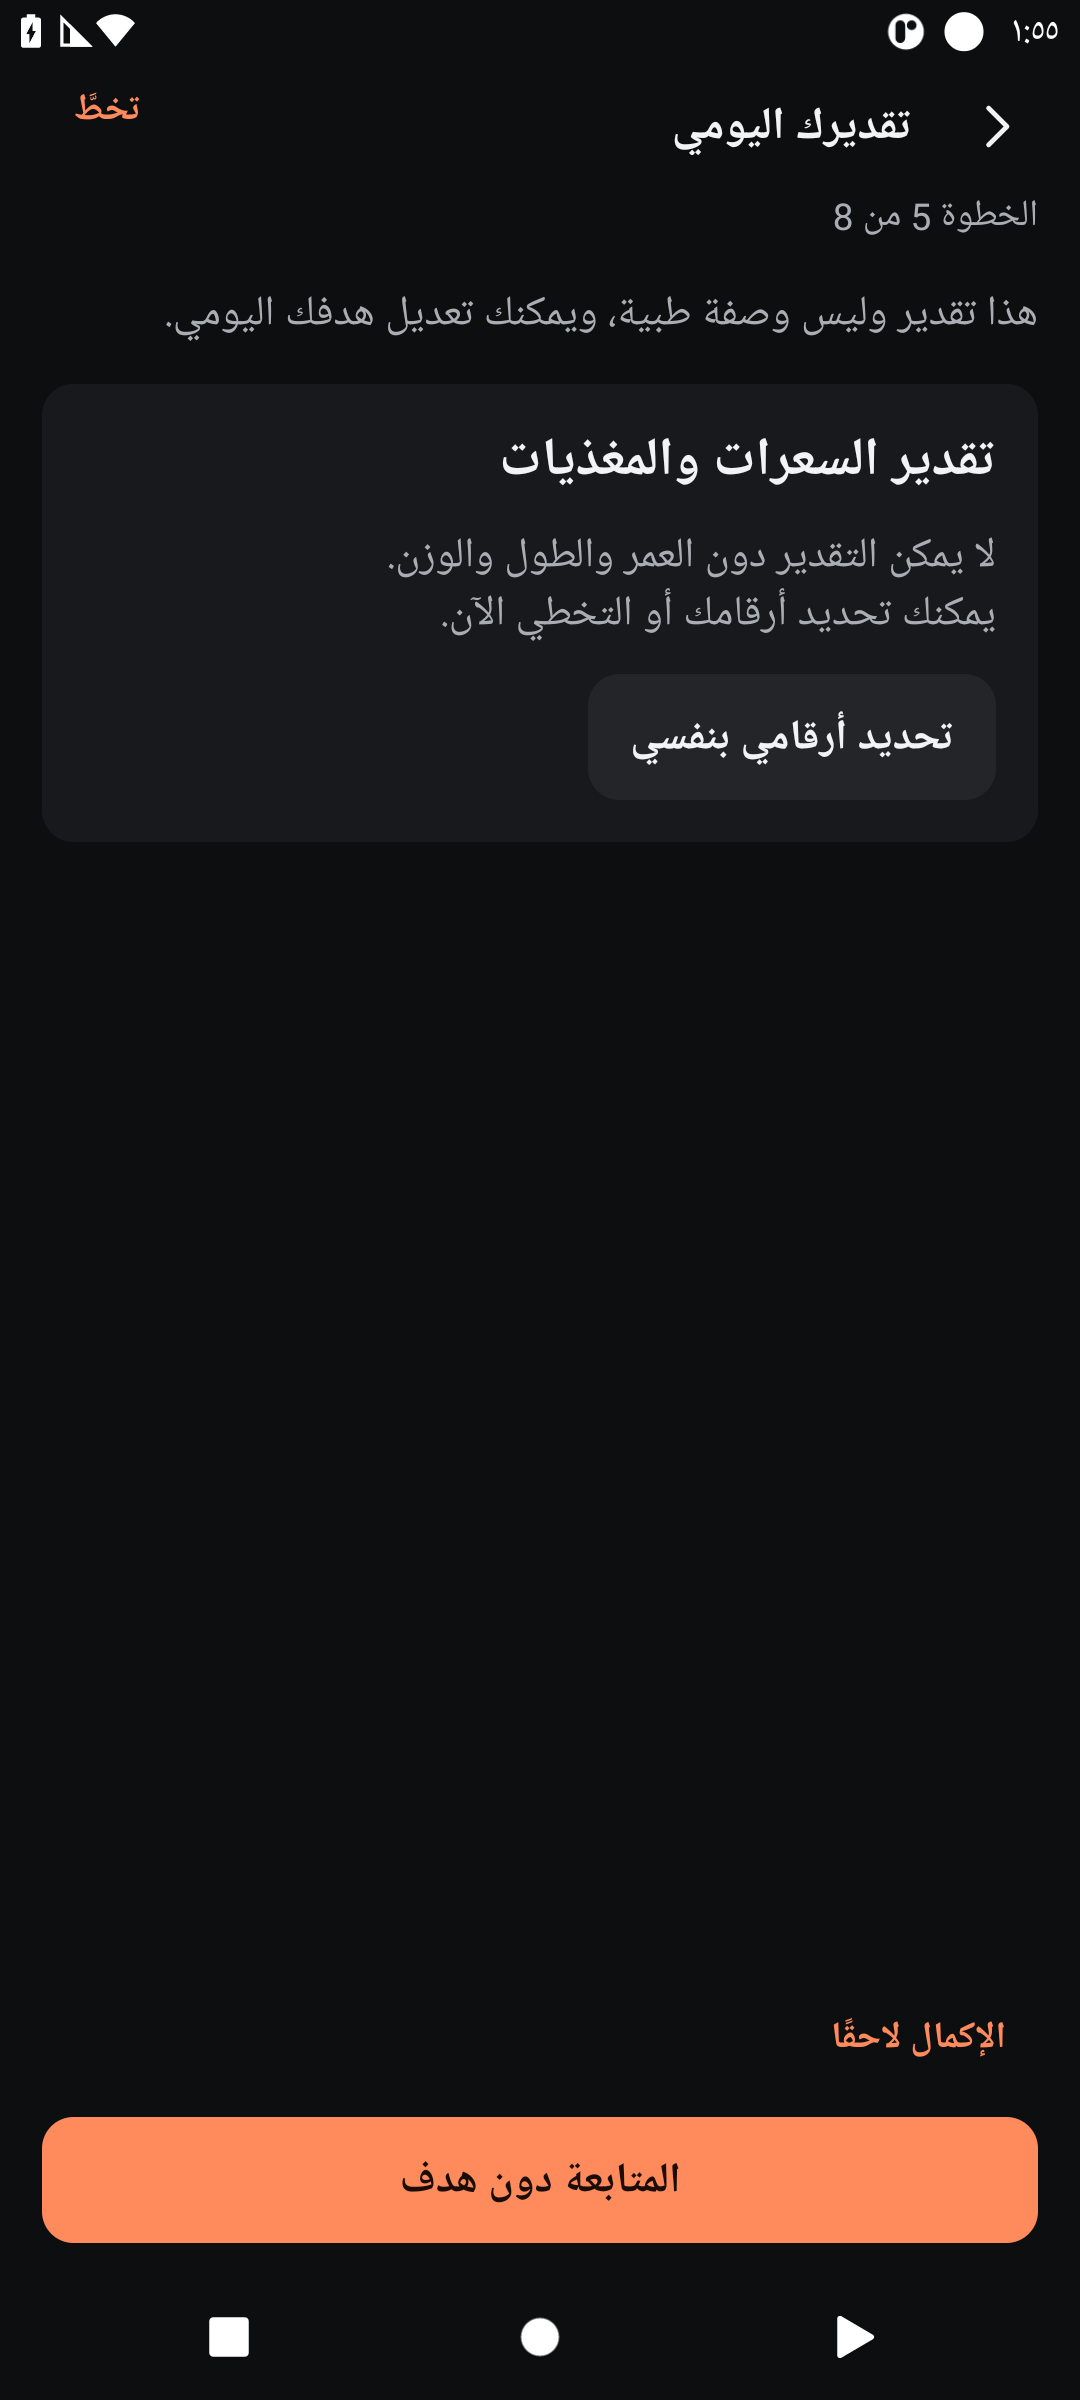 ١:٥٥
تقديرك اليومي
تخطَّ
الخطوة 5 من 8
هذا تقدير وليس وصفة طبية، ويمكنك تعديل هدفك اليومي.
تقدير السعرات والمغذيات
لا يمكن التقدير دون العمر والطول والوزن.
يمكنك تحديد أرقامك أو التخطي الآن.
تحديد أرقامي بنفسي
الإكمال لاحقًا
المتابعة دون هدف